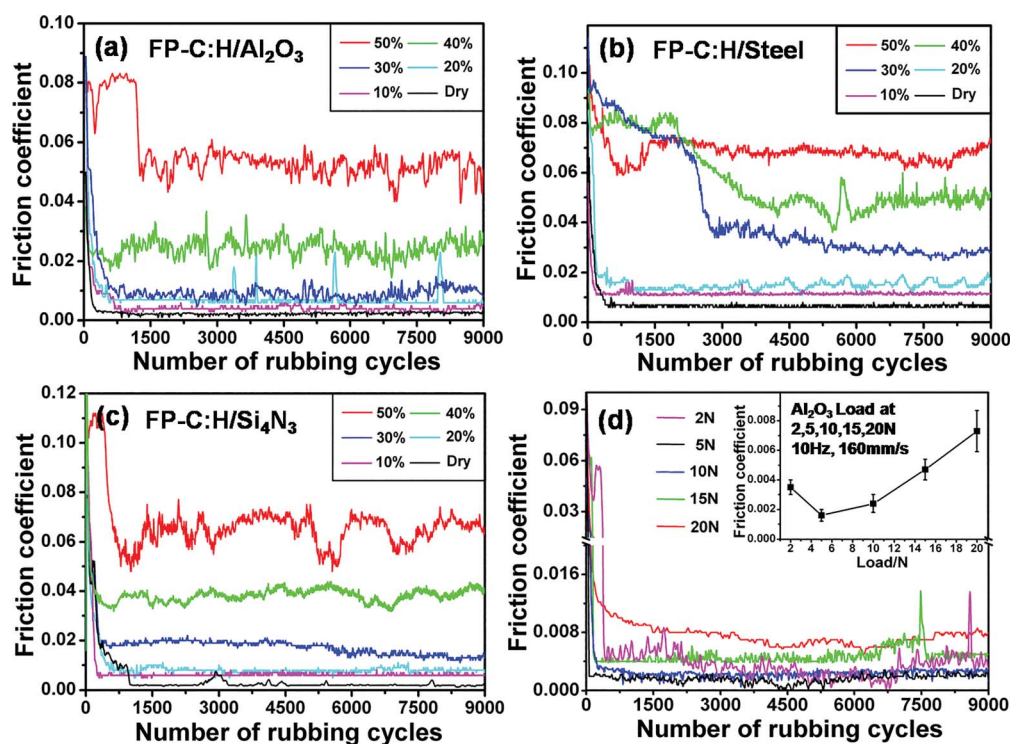 (a) FP-C:H/Al₂O₃
50% 40%
30% 20%
10% Dry
Friction coefficient
0.10
0.08
0.06
0.04
0.02
0.00
0 1500 3000 4500 6000 7500 9000
Number of rubbing cycles
(b) FP-C:H/Steel
50% 40%
30% 20%
10% Dry
Friction coefficient
0.10
0.08
0.06
0.04
0.02
0.00
0 1500 3000 4500 6000 7500 9000
Number of rubbing cycles
(c) FP-C:H/Si₄N₃
50% 40%
30% 20%
10% Dry
Friction coefficient
0.12
0.10
0.08
0.06
0.04
0.02
0.00
0 1500 3000 4500 6000 7500 9000
Number of rubbing cycles
(d)
2N
5N
10N
15N
20N
Friction coefficient
0.09
0.06
0.03
0.016
0.008
0.000
0 1500 3000 4500 6000 7500 9000
Number of rubbing cycles
Al₂O₃ Load at
2,5,10,15,20N
10Hz, 160mm/s
Friction coefficient
0.008
0.006
0.004
0.002
0.000
2 4 6 8 10 12 14 16 18 20
Load/N